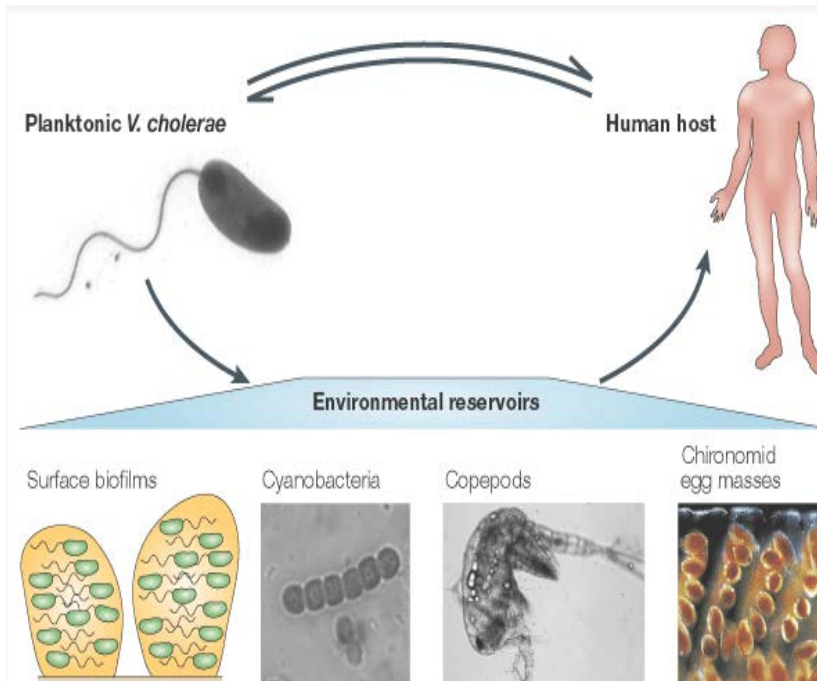 Planktonic V. cholerae
Human host
Environmental reservoirs
Surface biofilms
Cyanobacteria
Copepods
Chironomid
egg masses